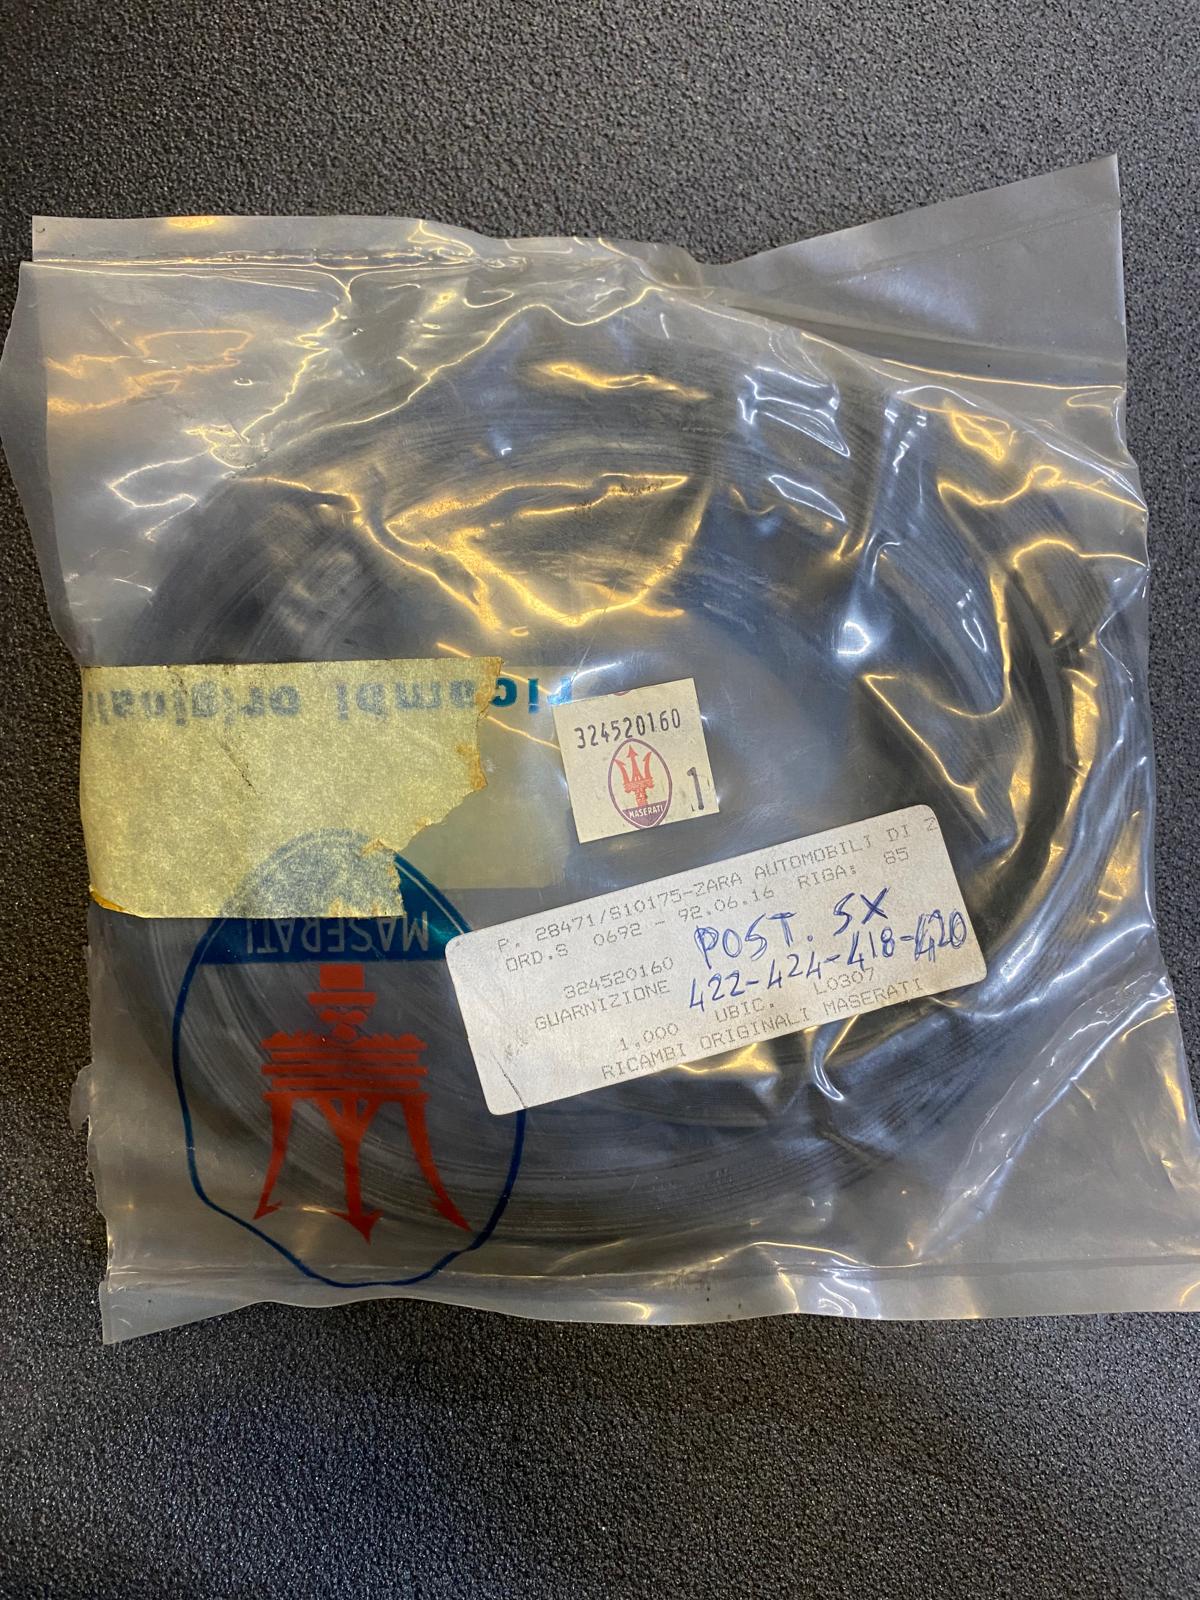 ricambi originali
324520160
MASERATI
1
P. 28471/S10175-ZARA AUTOMOBILI DI Z
ORD.S 0692 - 92.06.16 RIGA: 85
POST. SX
324520160
422-424-418-420
GUARNIZIONE
1,000 UBIC. L0307
RICAMBI ORIGINALI MASERATI
MASERATI